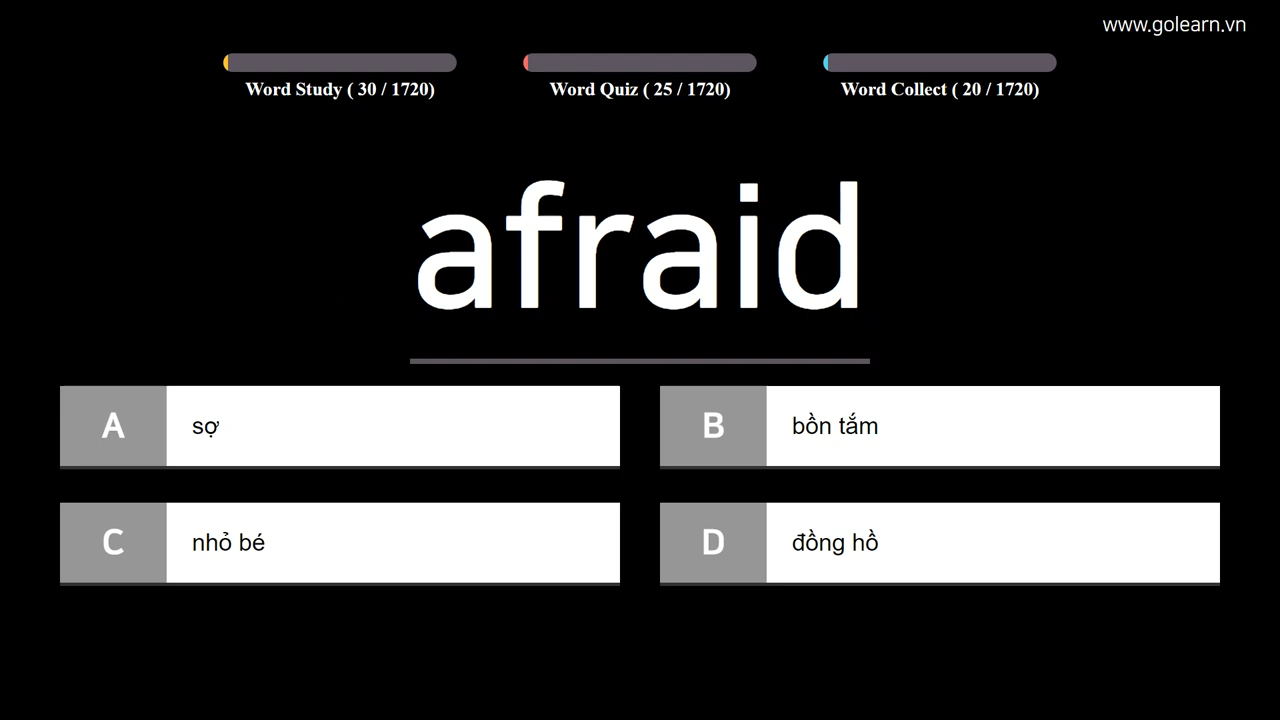 www.golearn.vn
Word Study ( 30 / 1720)
Word Quiz ( 25 / 1720)
Word Collect ( 20 / 1720)
afraid
A sợ
B bồn tắm
C nhỏ bé
D đồng hồ